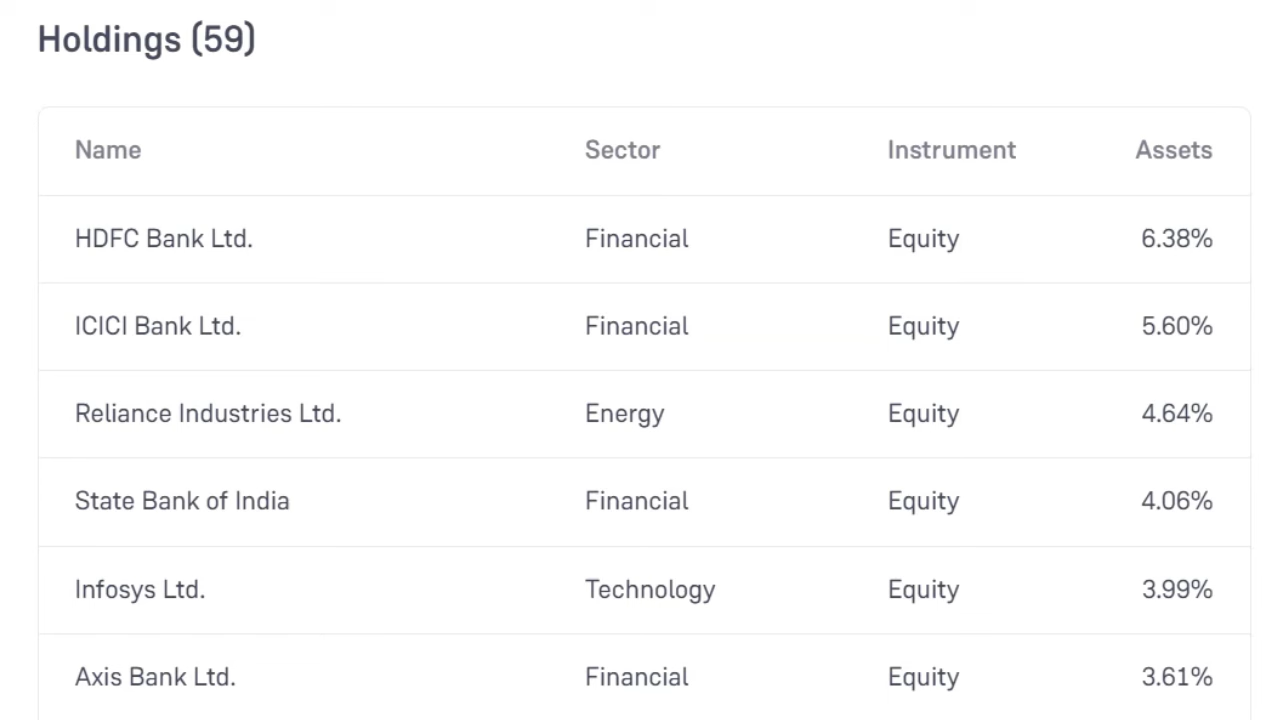 Holdings (59)
Name Sector Instrument Assets
HDFC Bank Ltd. Financial Equity 6.38%
ICICI Bank Ltd. Financial Equity 5.60%
Reliance Industries Ltd. Energy Equity 4.64%
State Bank of India Financial Equity 4.06%
Infosys Ltd. Technology Equity 3.99%
Axis Bank Ltd. Financial Equity 3.61%